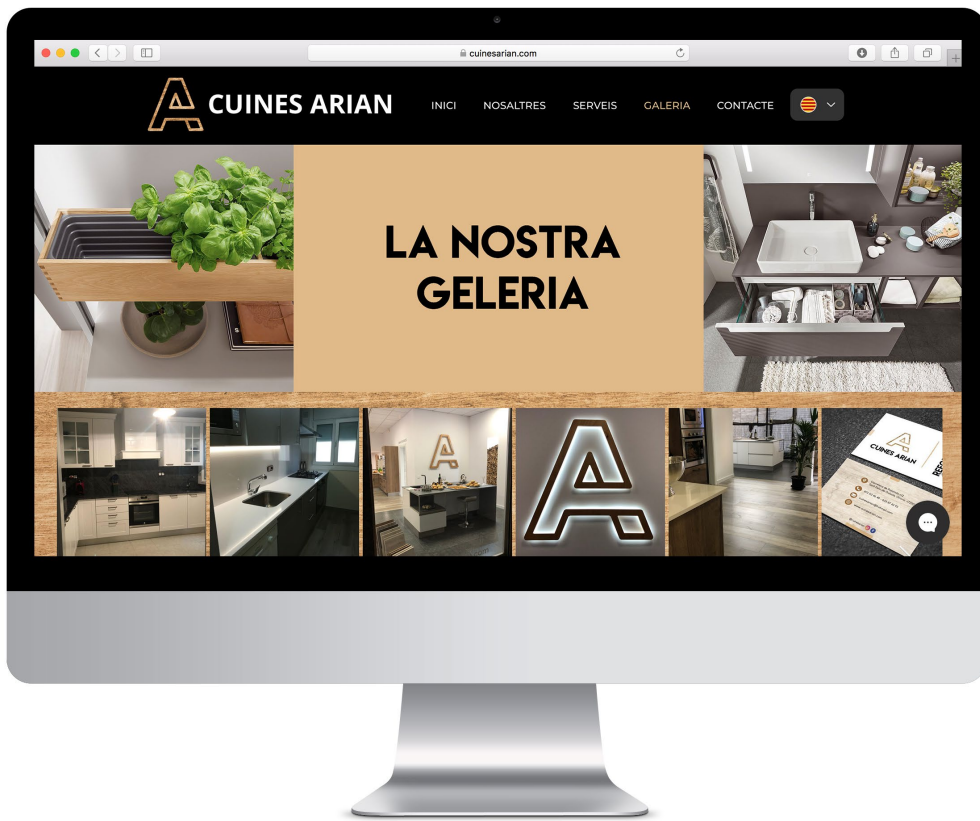 cuinesarian.com
CUINES ARIAN
INICI
NOSALTRES
SERVEIS
GALERIA
CONTACTE
LA NOSTRA
GELERIA
CUINES ARIAN